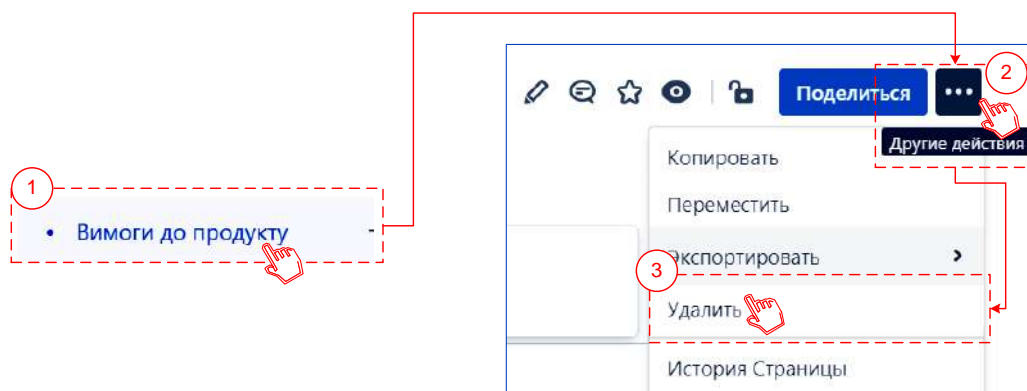 1
• Вимоги до продукту
2
Поделиться
Другие действия
Копировать
Переместить
Экспортировать
3
Удалить
История Страницы